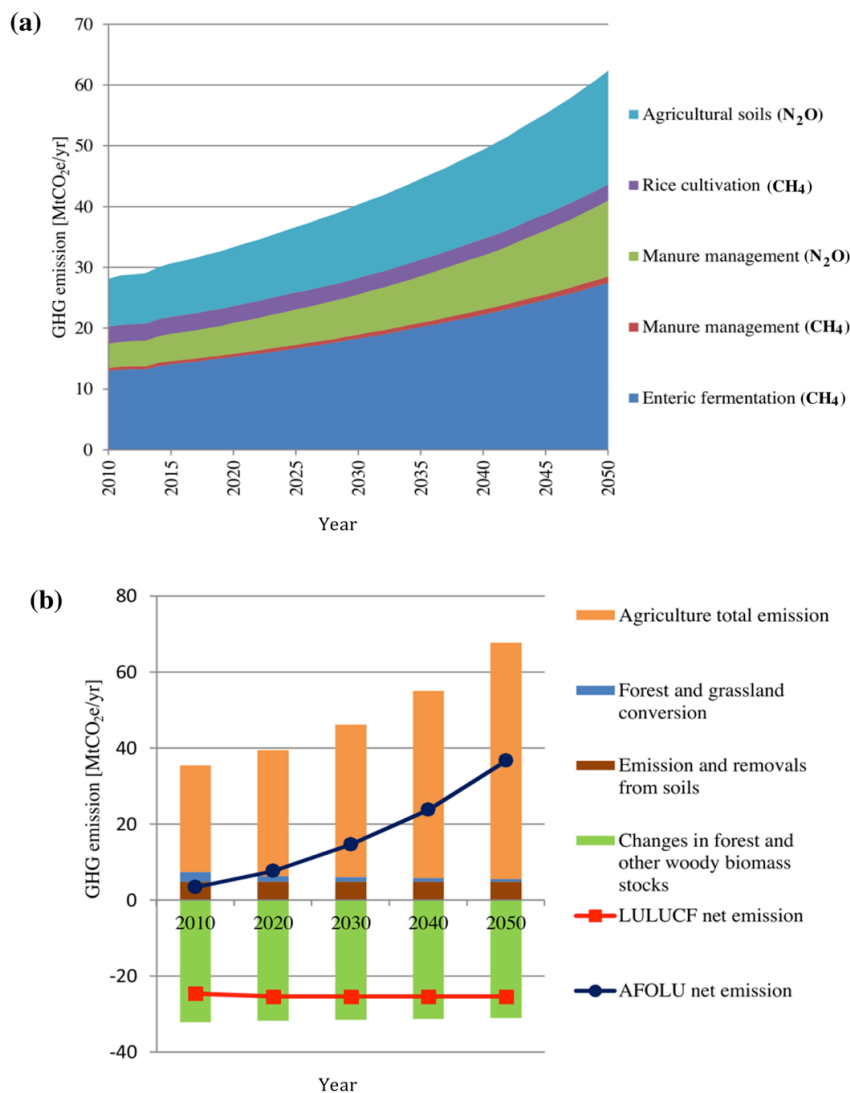 (a)
GHG emission [MtCO₂e/yr)
70
60
50
40
30
20
10
0
2010
2015
2020
2025
2030
2035
2040
2045
2050
Year
Agricultural soils (N₂O)
Rice cultivation (CH₄)
Manure management (N₂O)
Manure management (CH₄)
Enteric fermentation (CH₄)
(b)
GHG emission [MtCO₂e/yr)
80
60
40
20
0
-20
-40
2010
2020
2030
2040
2050
Year
Agriculture total emission
Forest and grassland
conversion
Emission and removals
from soils
Changes in forest and
other woody biomass
stocks
LULUCF net emission
AFOLU net emission